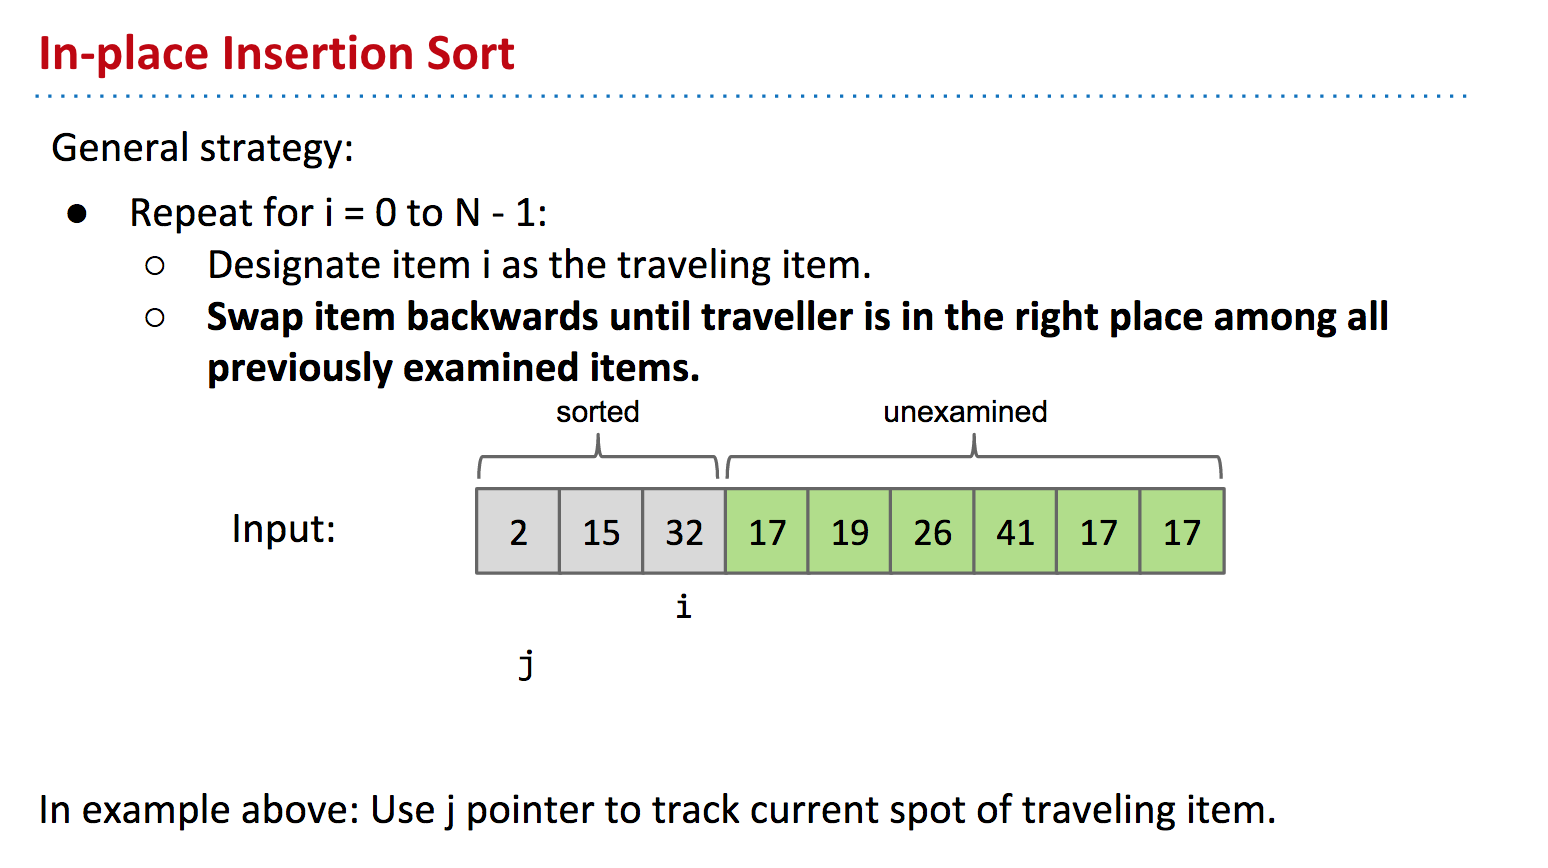 In-place Insertion Sort
General strategy:
● Repeat for i = 0 to N - 1:
○ Designate item i as the traveling item.
○ Swap item backwards until traveller is in the right place among all
previously examined items.
sorted unexamined
Input: 2 15 32 17 19 26 41 17 17
i
j
In example above: Use j pointer to track current spot of traveling item.